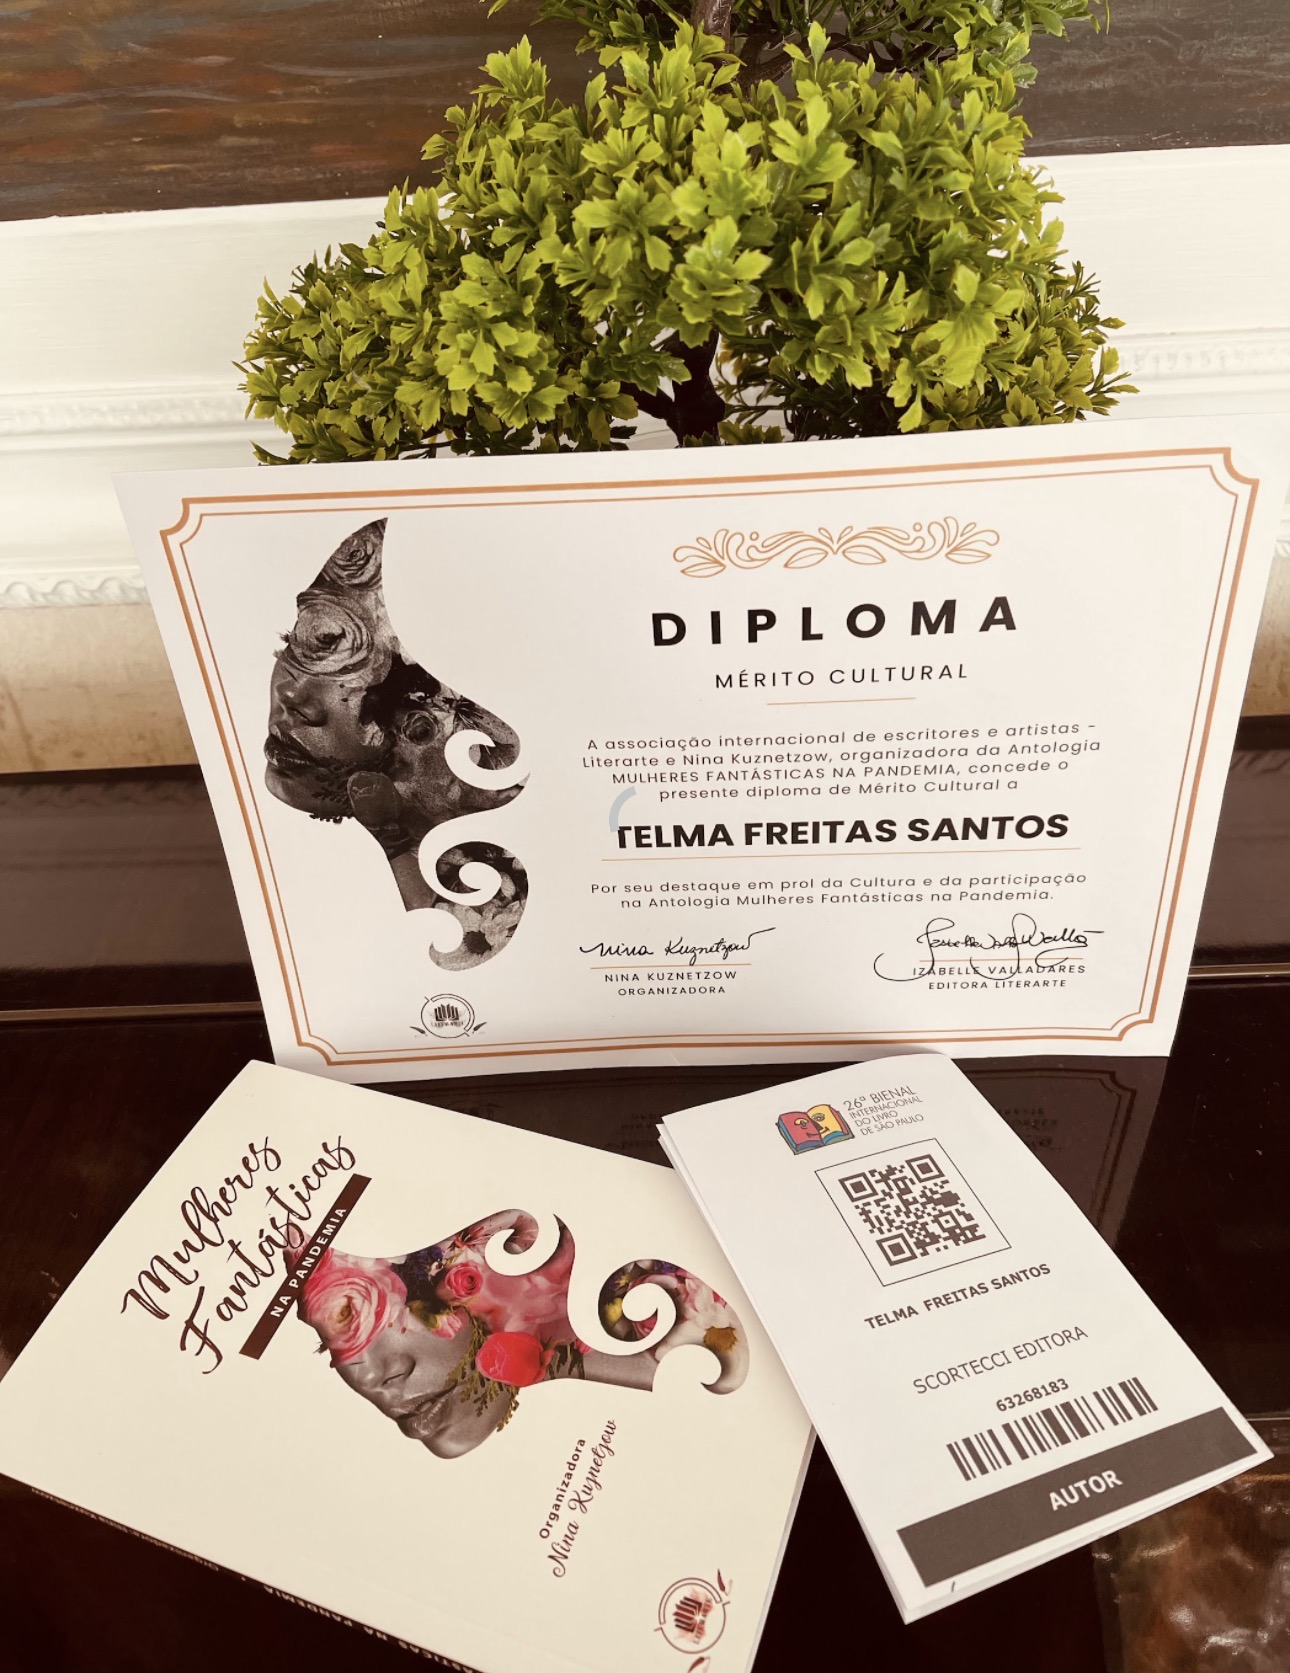 DIPLOMA
MÉRITO CULTURAL
A associação internacional de escritores e artistas -
Literarte e Nina Kuznetzow, organizadora da Antologia
MULHERES FANTÁSTICAS NA PANDEMIA, concede o
presente diploma de Mérito Cultural a
TELMA FREITAS SANTOS
Por seu destaque em prol da Cultura e da participação
na Antologia Mulheres Fantásticas na Pandemia.
Nina Kuznetzow
NINA KUZNETZOW
ORGANIZADORA
IZABELLE VALLADARES
EDITORA LITERARTE
Mulheres
Fantásticas
NA PANDEMIA
Organizadora
Nina Kuznetzow
26ª BIENAL
INTERNACIONAL
DO LIVRO
DE SÃO PAULO
TELMA FREITAS SANTOS
SCORTECCI EDITORA
63268183
AUTOR